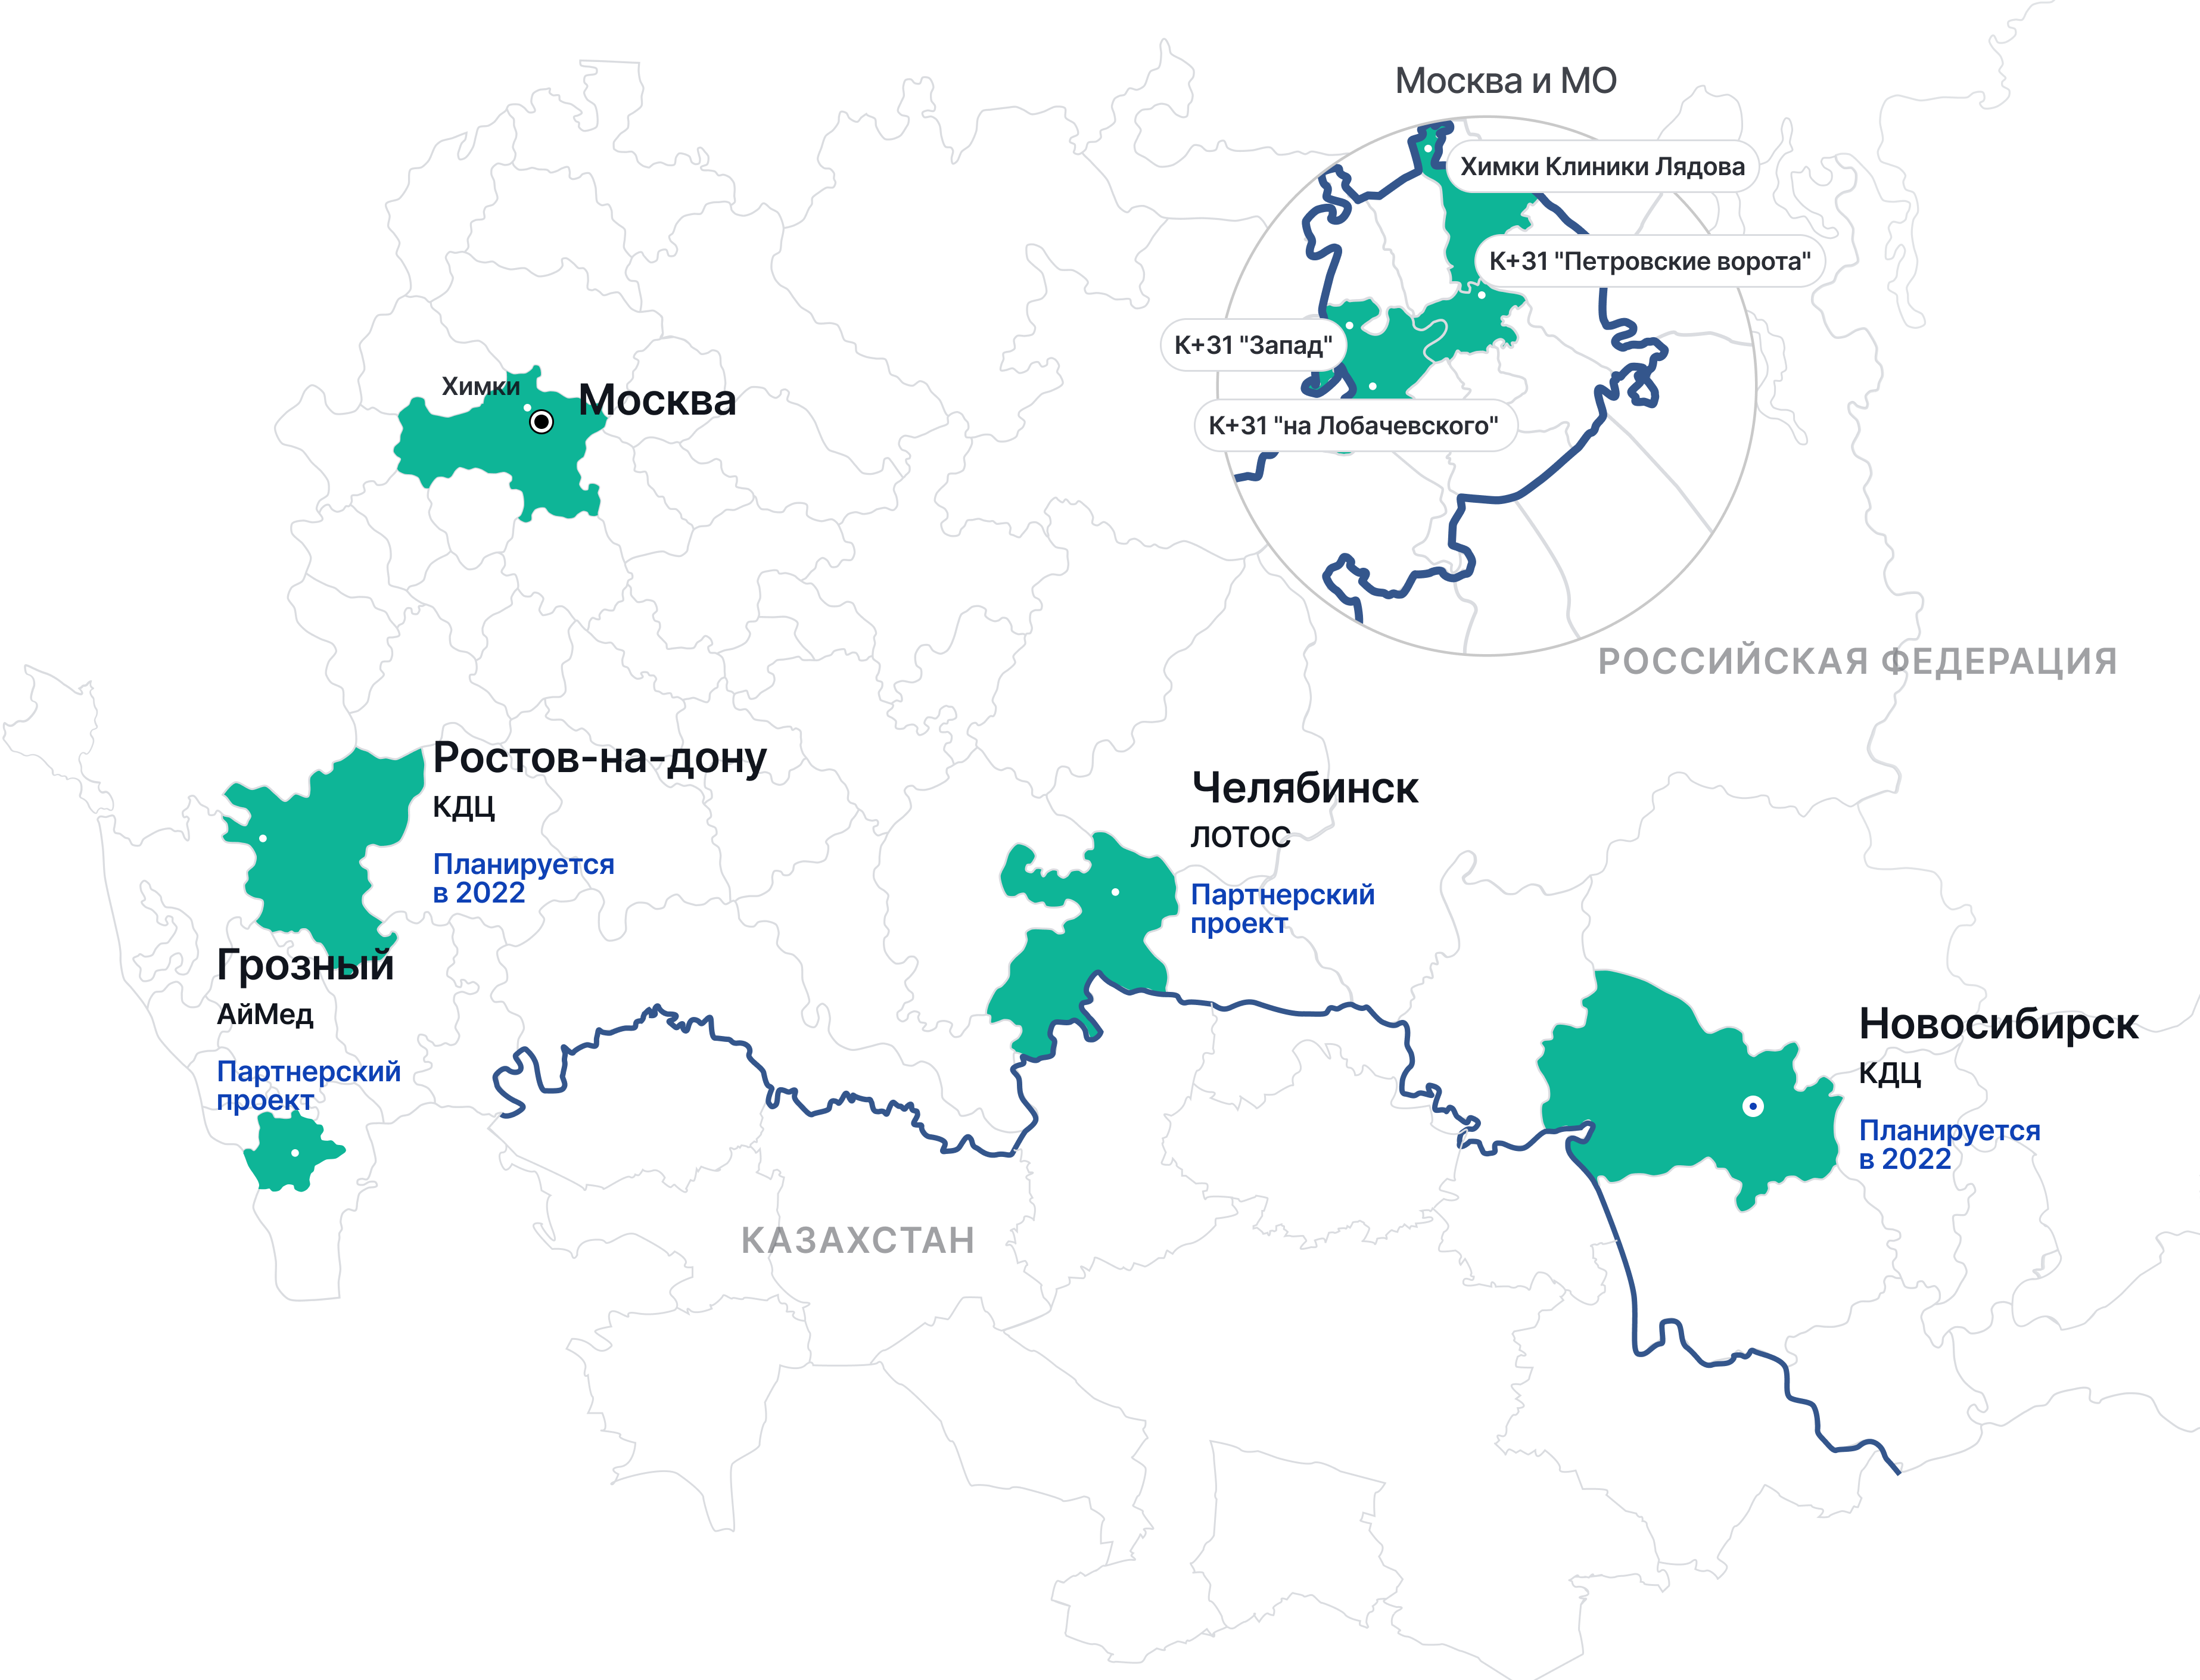 Москва и МО
Химки Клиники Лядова
К+31 "Петровские ворота"
К+31 "Запад"
К+31 "на Лобачевского"
Химки
Москва
РОССИЙСКАЯ ФЕДЕРАЦИЯ
Ростов-на-дону
КДЦ
Планируется
в 2022
Челябинск
ЛОТОС
Партнерский
проект
Грозный
АйМед
Партнерский
проект
Новосибирск
КДЦ
Планируется
в 2022
КАЗАХСТАН